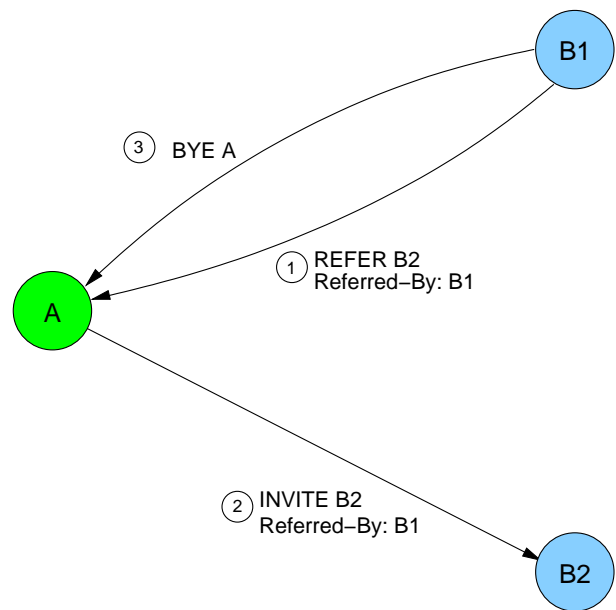 B1
3 BYE A
1 REFER B2
Referred–By: B1
A
2 INVITE B2
Referred–By: B1
B2